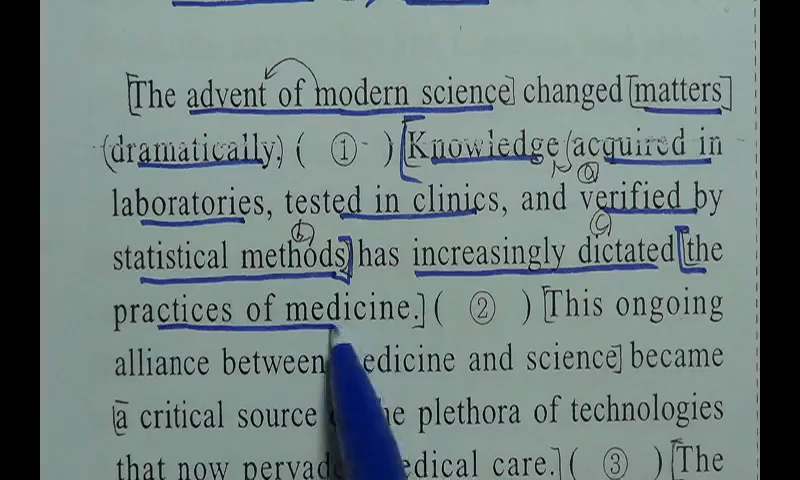 The advent of modern science changed matters
dramatically. ( ① ) Knowledge acquired in
ⓐ
laboratories, tested in clinics, and verified by
ⓑ ⓒ
statistical methods has increasingly dictated the
practices of medicine. ( ② ) This ongoing
alliance between medicine and science became
a critical source the plethora of technologies
that now medical care. ( ③ ) The